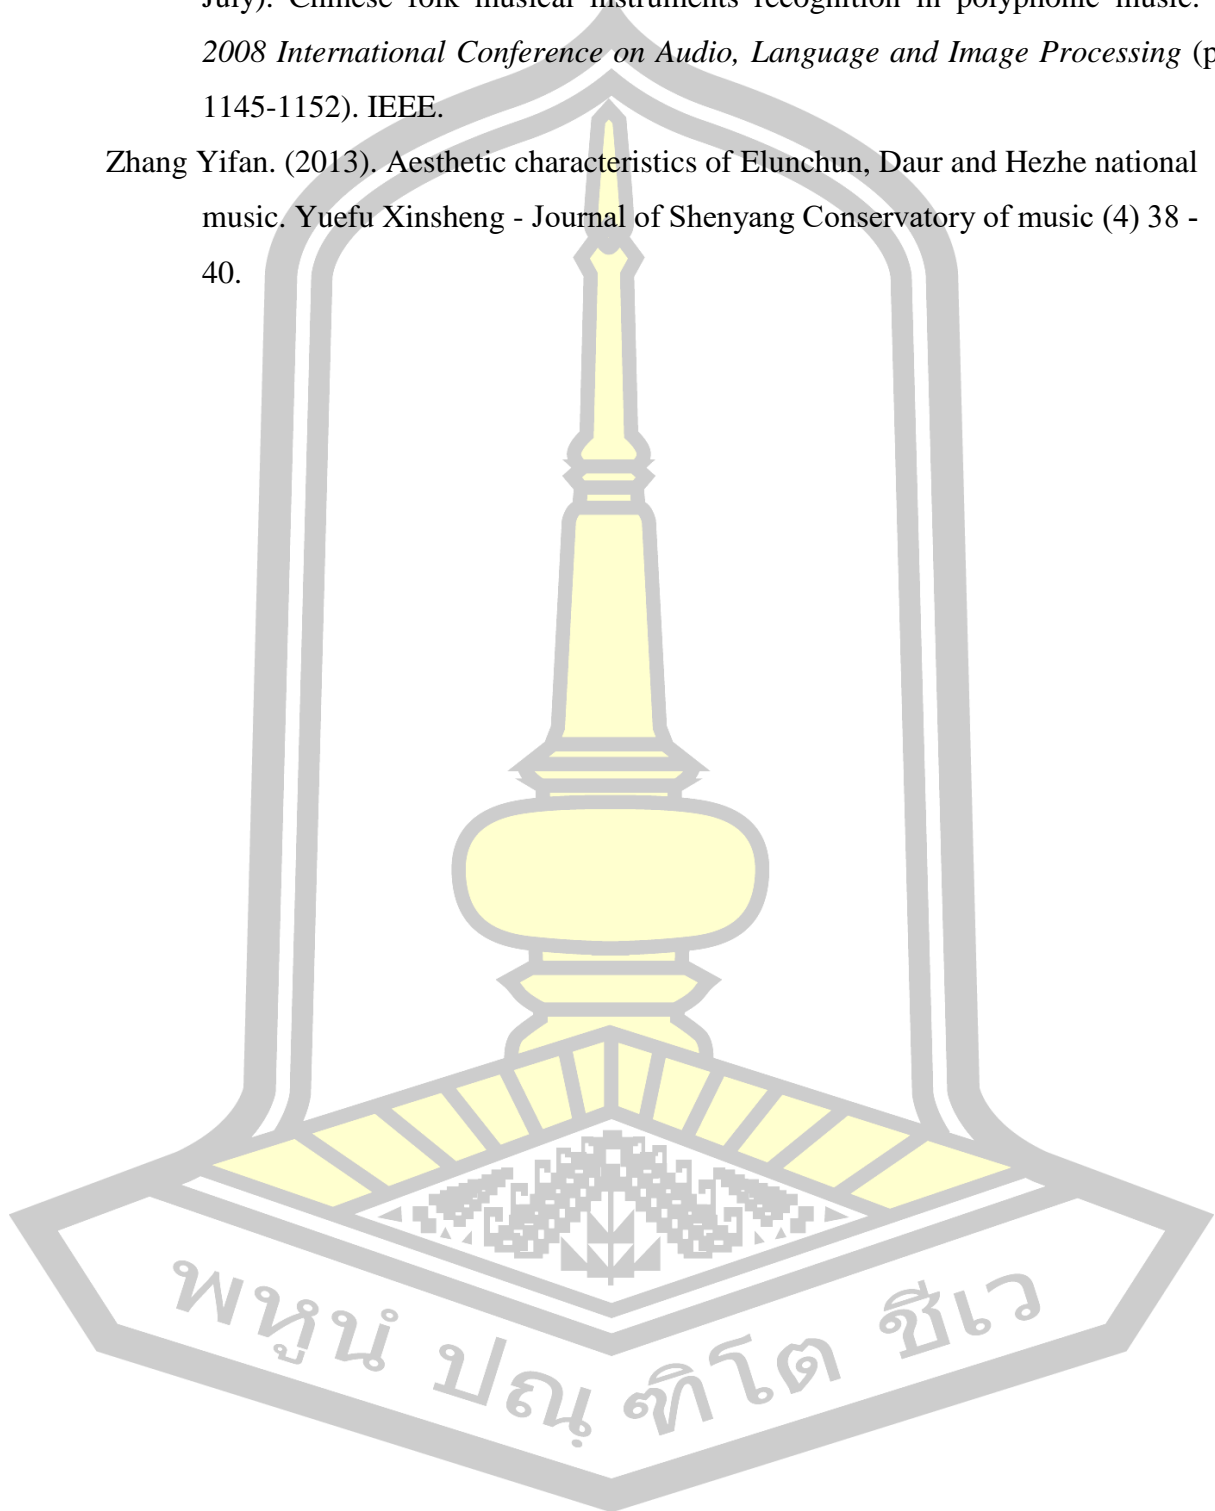 July). Chinese folk musical instruments recognition in polyphonic music.
2008 International Conference on Audio, Language and Image Processing (p
1145-1152). IEEE.
Zhang Yifan. (2013). Aesthetic characteristics of Elunchun, Daur and Hezhe national
music. Yuefu Xinsheng - Journal of Shenyang Conservatory of music (4) 38 -
40.
พหูนํ ปณฺ ฑิโต ชีเว